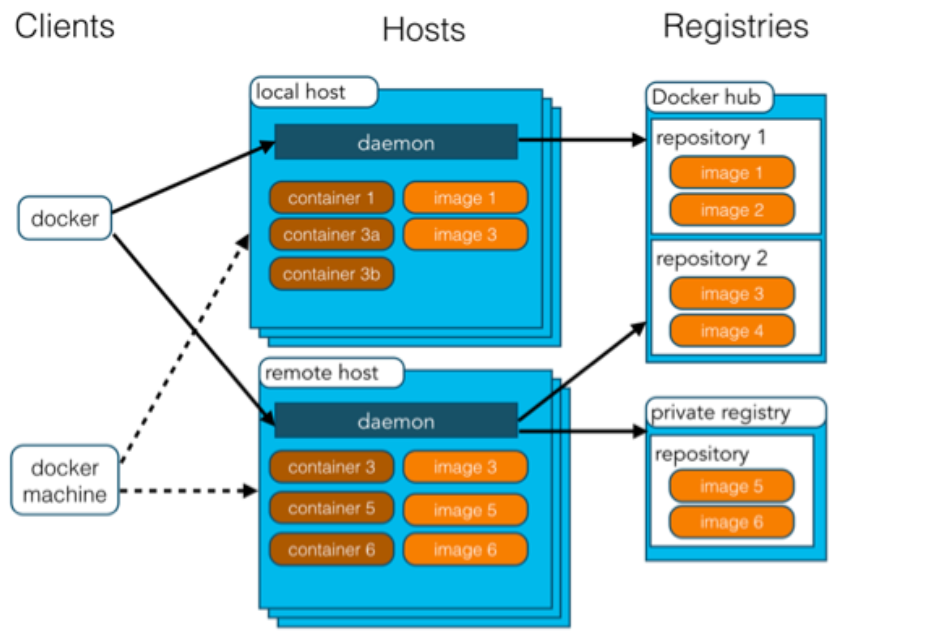 Clients
Hosts
Registries
docker
docker
machine
local host
daemon
container 1
image 1
container 3a
image 3
container 3b
remote host
daemon
container 3
image 3
container 5
image 5
container 6
image 6
Docker hub
repository 1
image 1
image 2
repository 2
image 3
image 4
private registry
repository
image 5
image 6